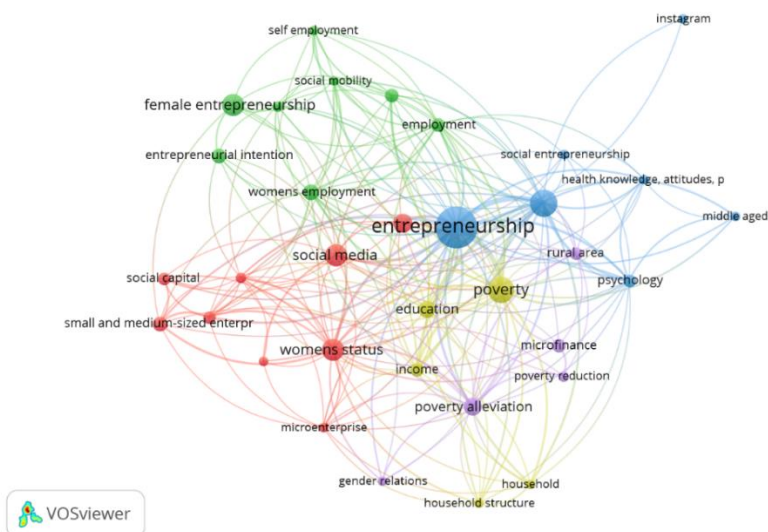 instagram
self employment
social mobility
female entrepreneurship
employment
entrepreneurial intention
social entrepreneurship
health knowledge, attitudes, p
womens employment
middle aged
entrepreneurship
social media
rural area
social capital
psychology
poverty
education
small and medium-sized enterpr
microfinance
womens status
income
poverty reduction
poverty alleviation
microenterprise
gender relations
household
household structure
VOSviewer